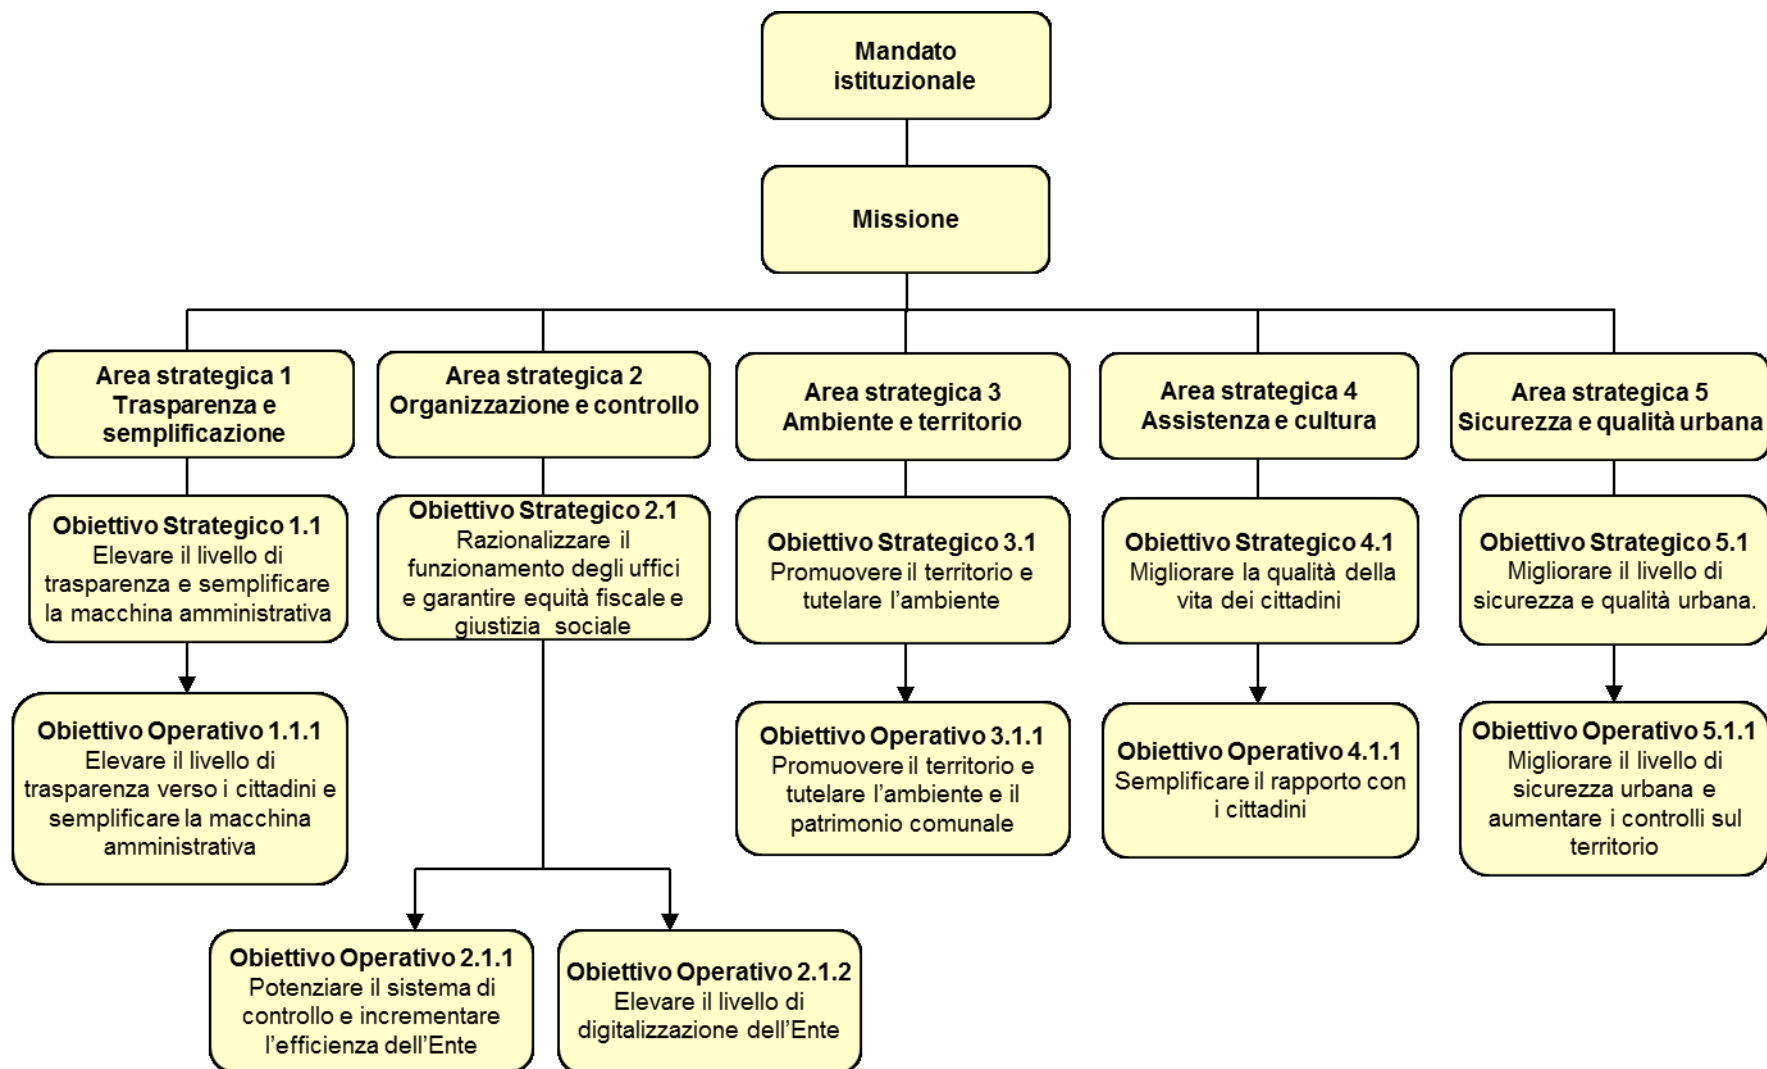 Mandato
istituzionale
Missione
Area strategica 1
Trasparenza e
semplificazione
Area strategica 2
Organizzazione e controllo
Area strategica 3
Ambiente e territorio
Area strategica 4
Assistenza e cultura
Area strategica 5
Sicurezza e qualità urbana
Obiettivo Strategico 1.1
Elevare il livello di
trasparenza e semplificare
la macchina amministrativa
Obiettivo Strategico 2.1
Razionalizzare il
funzionamento degli uffici
e garantire equità fiscale e
giustizia sociale
Obiettivo Strategico 3.1
Promuovere il territorio e
tutelare l’ambiente
Obiettivo Strategico 4.1
Migliorare la qualità della
vita dei cittadini
Obiettivo Strategico 5.1
Migliorare il livello di
sicurezza e qualità urbana.
Obiettivo Operativo 1.1.1
Elevare il livello di
trasparenza verso i cittadini e
semplificare la macchina
amministrativa
Obiettivo Operativo 3.1.1
Promuovere il territorio e
tutelare l’ambiente e il
patrimonio comunale
Obiettivo Operativo 4.1.1
Semplificare il rapporto con
i cittadini
Obiettivo Operativo 5.1.1
Migliorare il livello di
sicurezza urbana e
aumentare i controlli sul
territorio
Obiettivo Operativo 2.1.1
Potenziare il sistema di
controllo e incrementare
l’efficienza dell’Ente
Obiettivo Operativo 2.1.2
Elevare il livello di
digitalizzazione dell’Ente